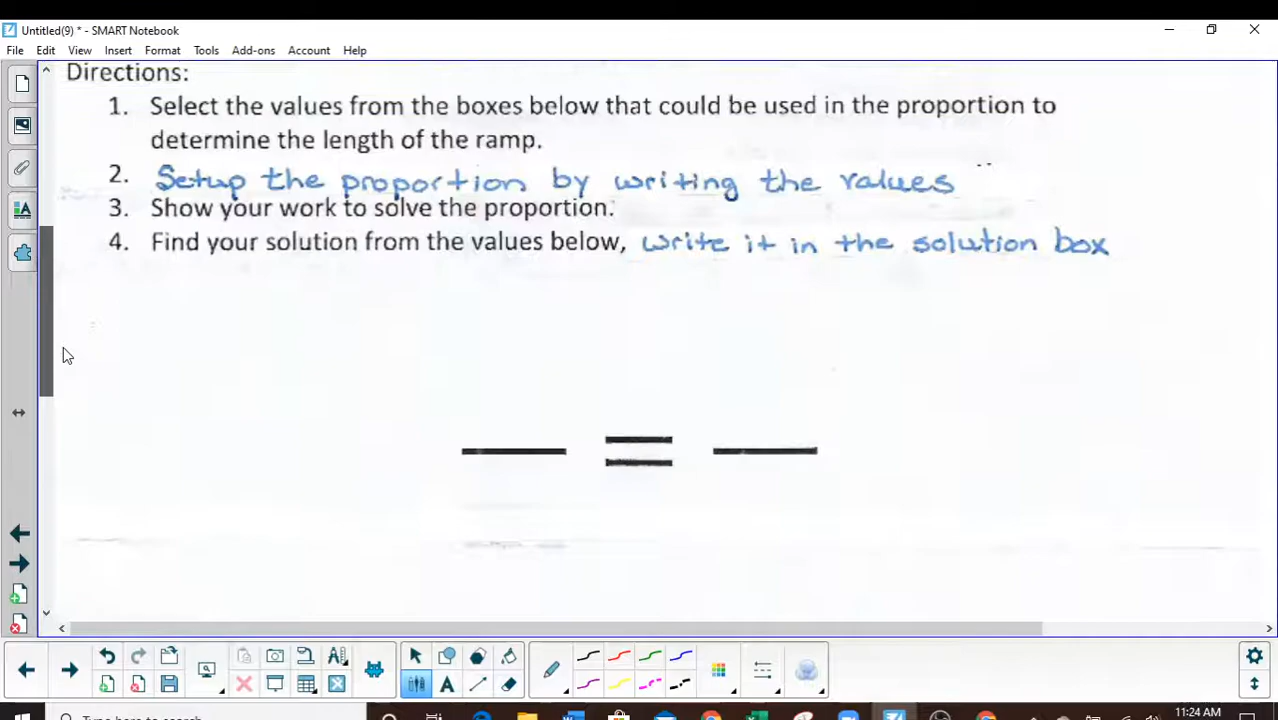 Untitled(9) * - SMART Notebook
File Edit View Insert Format Tools Add-ons Account Help
Directions:
1. Select the values from the boxes below that could be used in the proportion to
determine the length of the ramp.
2. Setup the proportion by writing the values
3. Show your work to solve the proportion.
4. Find your solution from the values below, write it in the solution box
=
11:24 AM